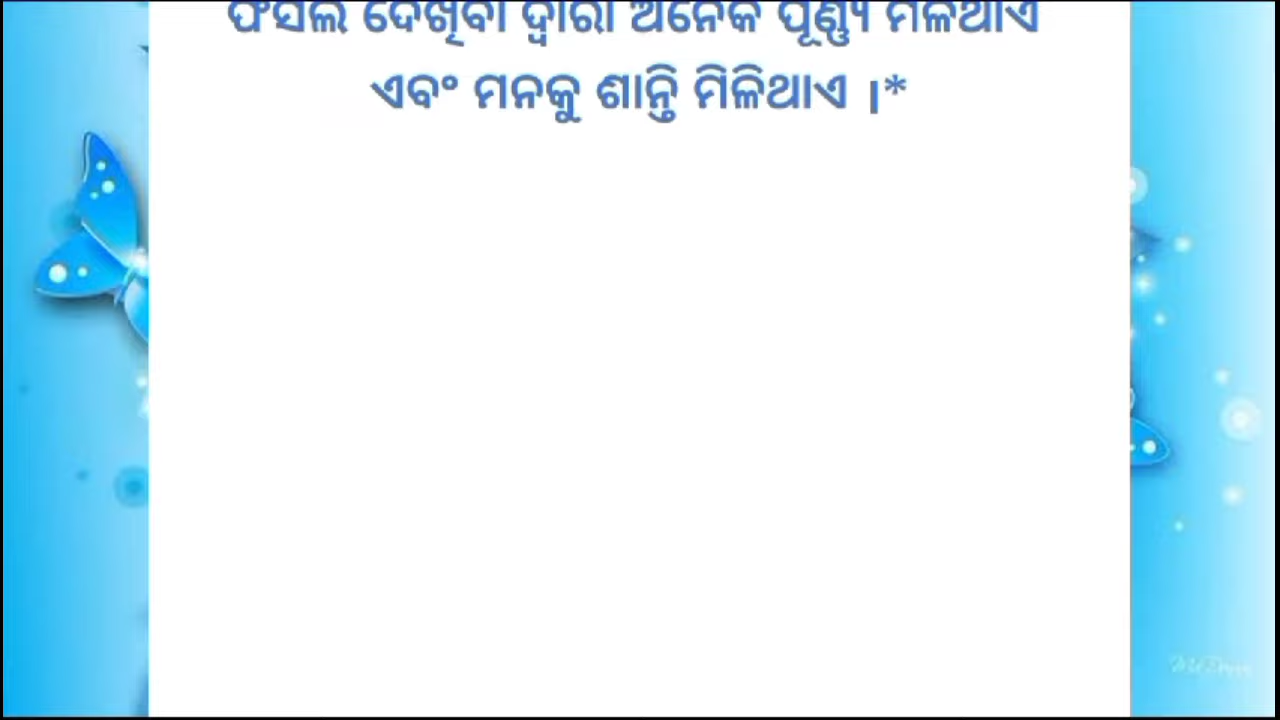 ଫସଲ ଦେଖିବା ଦ୍ୱାରା ଅନେକ ପୂର୍ଣ୍ଣ୍ୟ ମିଳିଥାଏ
ଏବଂ ମନକୁ ଶାନ୍ତି ମିଳିଥାଏ ।*